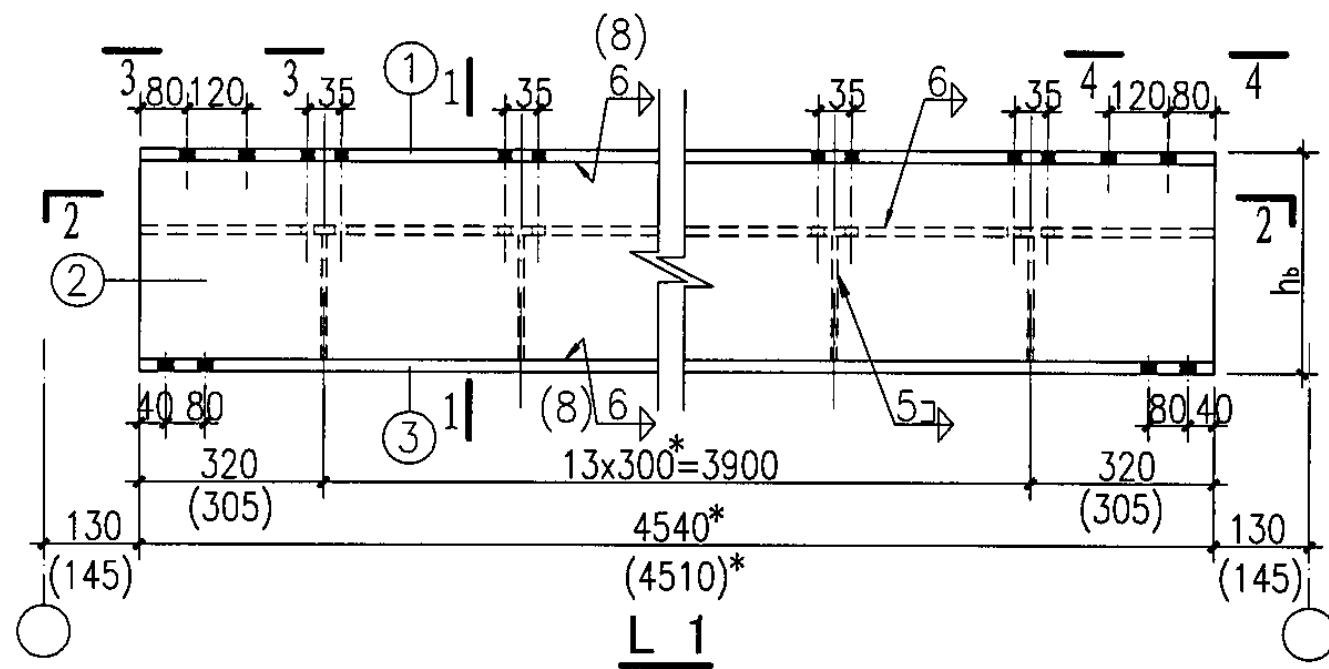 (8)
3 3 1 1 6 6 4 4
80 120 35 35 35 35 120 80
2 2
2 h_b
40 80 3 1 (8) 6 5 80 40
320 13x300*=3900 320
(305) (305)
130 4540* 130
(145) (4510)* (145)
L 1